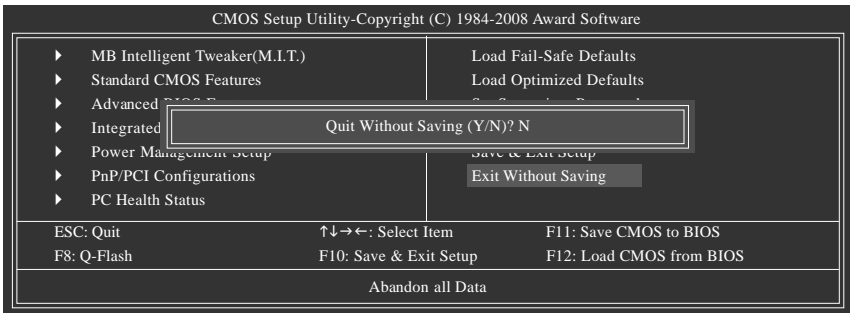 CMOS Setup Utility-Copyright (C) 1984-2008 Award Software
MB Intelligent Tweaker(M.I.T.)
Standard CMOS Features
Advanced
Integrated
Power Management Setup
PnP/PCI Configurations
PC Health Status
Load Fail-Safe Defaults
Load Optimized Defaults
Save & Exit Setup
Exit Without Saving
Quit Without Saving (Y/N)? N
ESC: Quit
↑↓→←: Select Item
F11: Save CMOS to BIOS
F8: Q-Flash
F10: Save & Exit Setup
F12: Load CMOS from BIOS
Abandon all Data